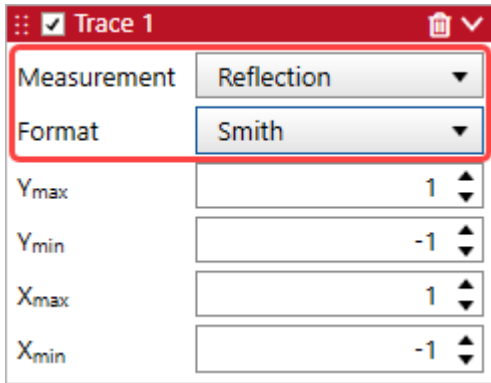 Trace 1
Measurement Reflection
Format Smith
Ymax 1
Ymin -1
Xmax 1
Xmin -1